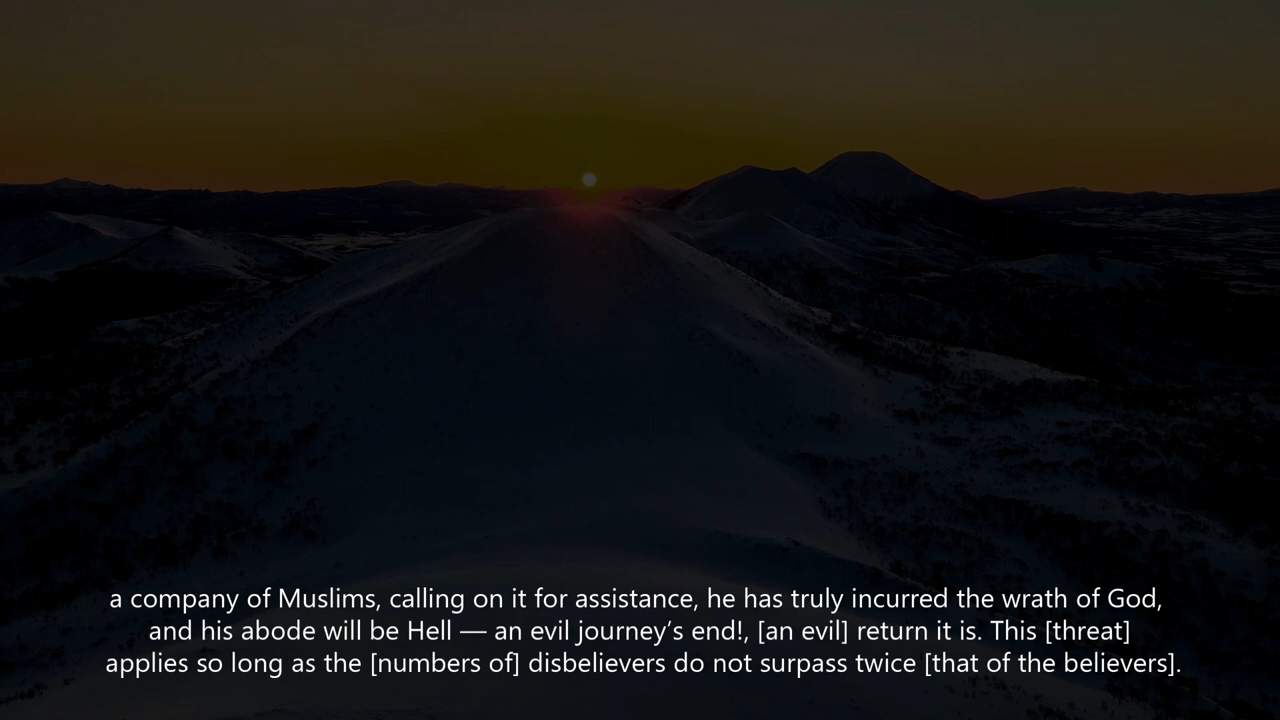 a company of Muslims, calling on it for assistance, he has truly incurred the wrath of God,
and his abode will be Hell — an evil journey’s end!, [an evil] return it is. This [threat]
applies so long as the [numbers of] disbelievers do not surpass twice [that of the believers].